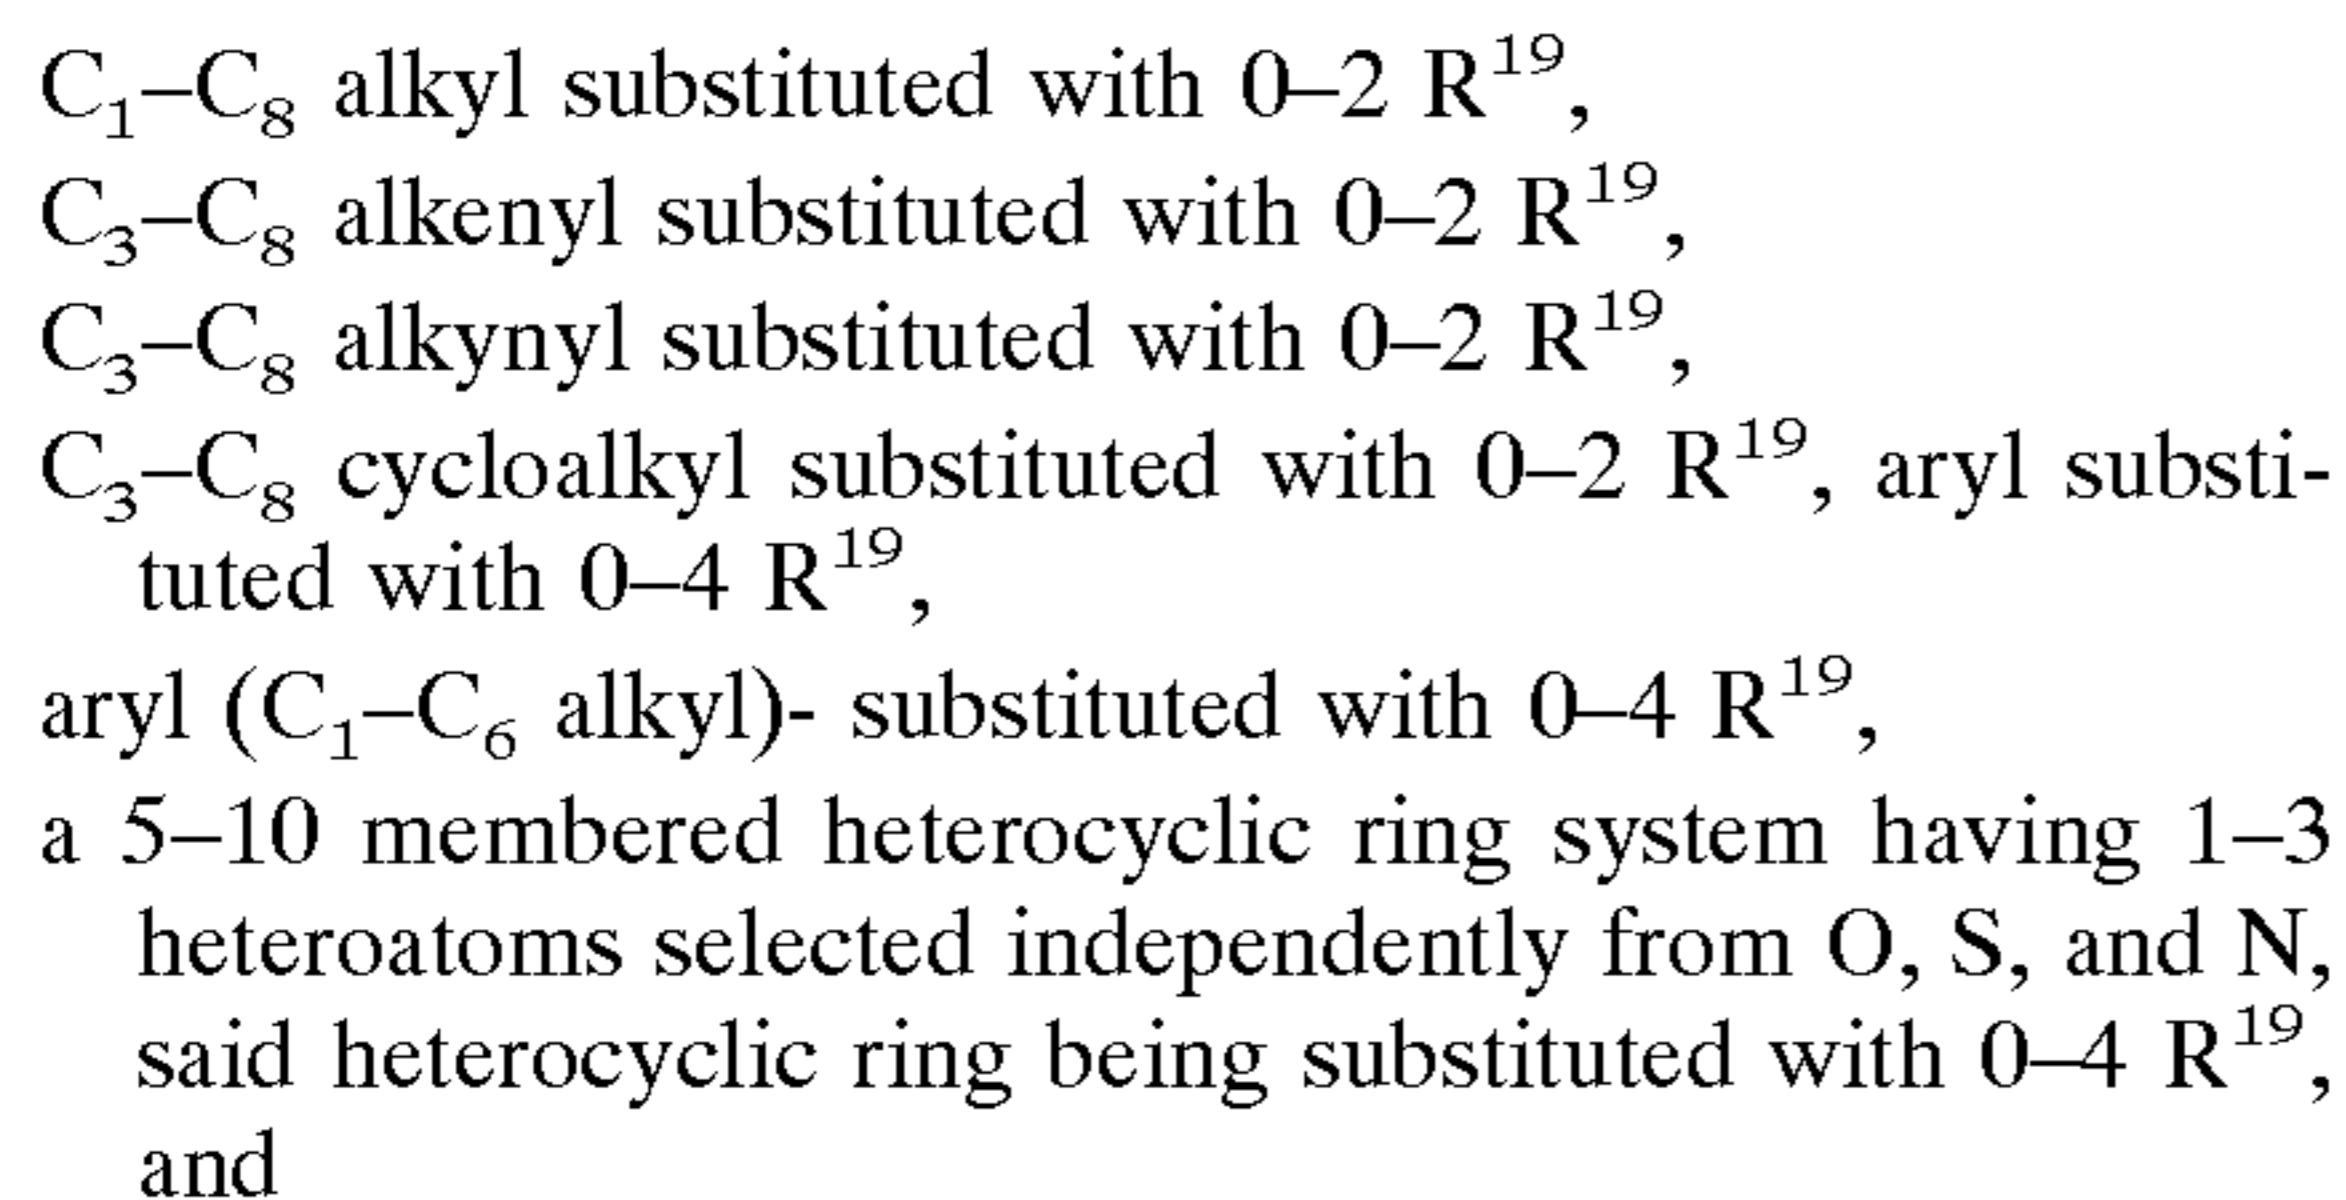 C₁–C₈ alkyl substituted with 0–2 R¹⁹,
C₃–C₈ alkenyl substituted with 0–2 R¹⁹,
C₃–C₈ alkynyl substituted with 0–2 R¹⁹,
C₃–C₈ cycloalkyl substituted with 0–2 R¹⁹, aryl substi-
tuted with 0–4 R¹⁹,
aryl (C₁–C₆ alkyl)- substituted with 0–4 R¹⁹,
a 5–10 membered heterocyclic ring system having 1–3
heteroatoms selected independently from O, S, and N,
said heterocyclic ring being substituted with 0–4 R¹⁹,
and